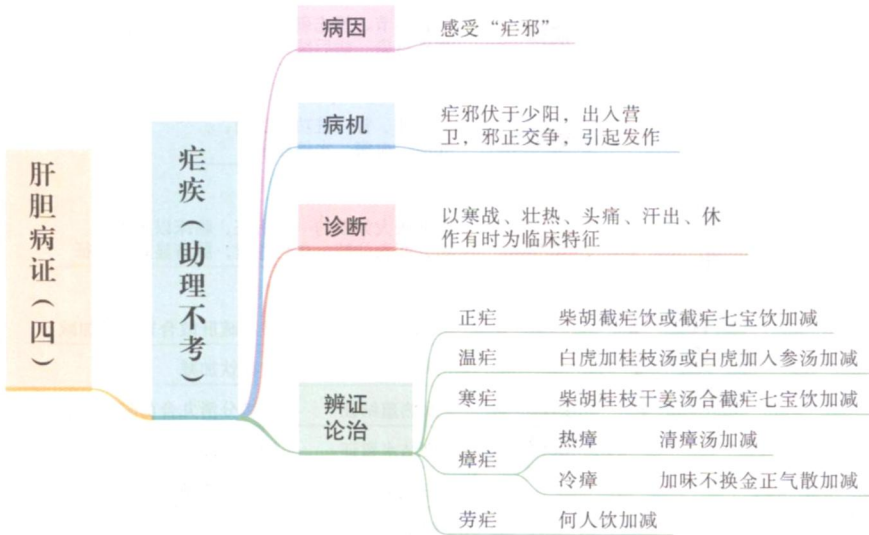 肝胆病证（四）
疟疾（助理不考）
病因
感受“疟邪”
病机
疟邪伏于少阳，出入营
卫，邪正交争，引起发作
诊断
以寒战、壮热、头痛、汗出、休
作有时为临床特征
辨证
论治
正疟 柴胡截疟饮或截疟七宝饮加减
温疟 白虎加桂枝汤或白虎加人参汤加减
寒疟 柴胡桂枝干姜汤合截疟七宝饮加减
瘴疟
热瘴 清瘴汤加减
冷瘴 加味不换金正气散加减
劳疟 何人饮加减